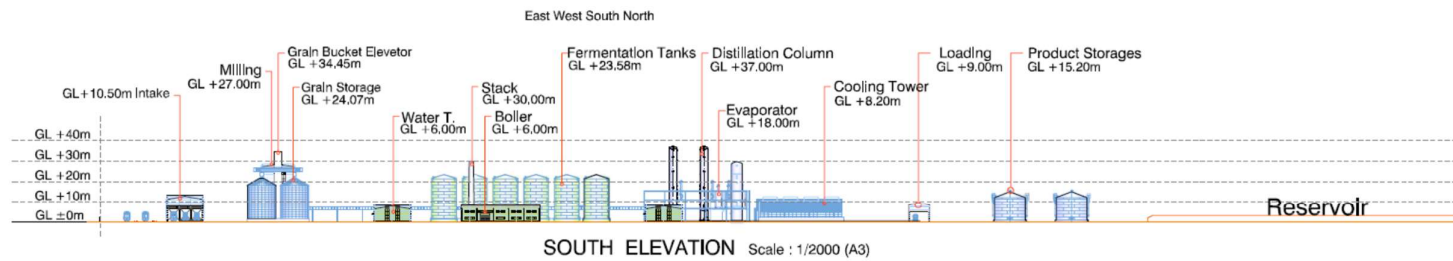 East West South North
Grain Bucket Elevetor
GL +34.45m
Fermentation Tanks
GL +23.58m
Distillation Column
GL +37.00m
Loading
GL +9.00m
Product Storages
GL +15.20m
Milling
GL +27.00m
GL+10.50m Intake
Grain Storage
GL +24.07m
Stack
GL +30.00m
Cooling Tower
GL +8.20m
Water T.
GL +6.00m
Boiler
GL +6.00m
Evaporator
GL +18.00m
GL +40m
GL +30m
GL +20m
GL +10m
GL ±0m
Reservoir
SOUTH ELEVATION Scale : 1/2000 (A3)